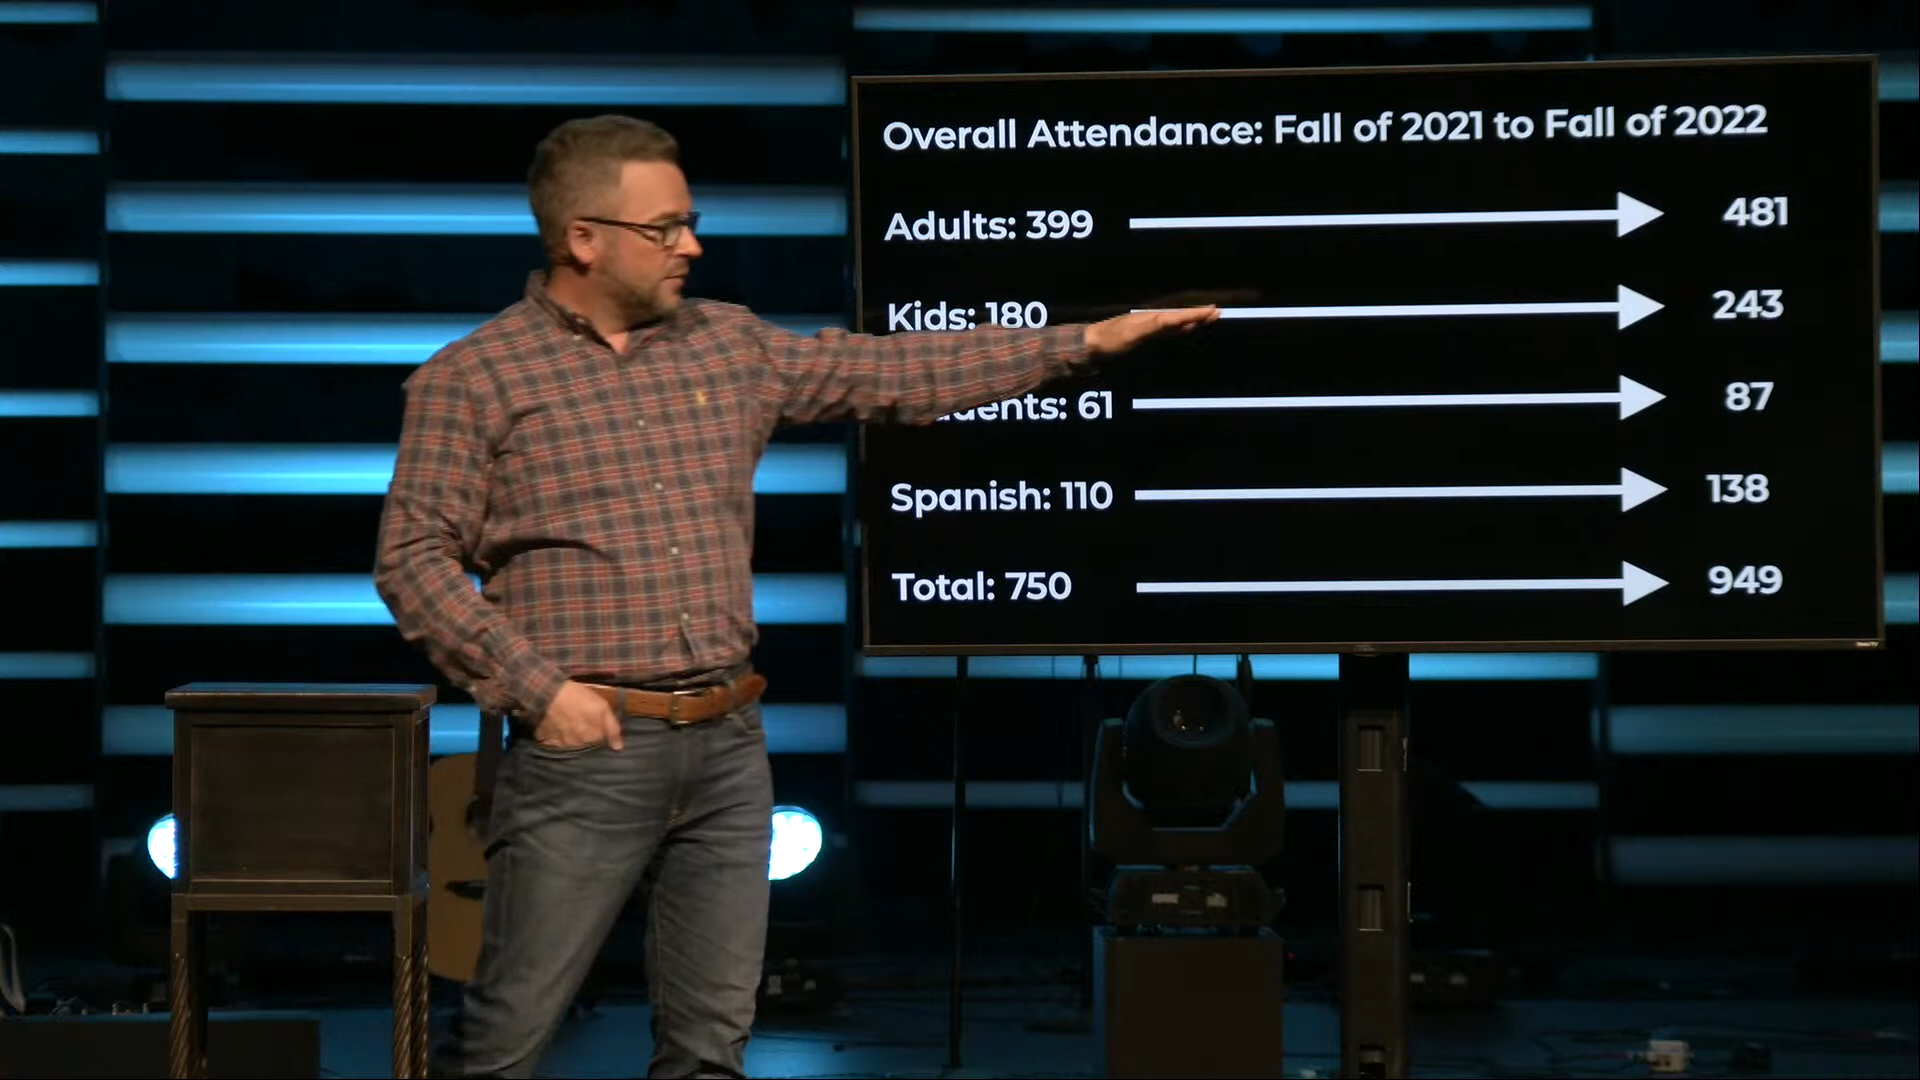 Overall Attendance: Fall of 2021 to Fall of 2022
Adults: 399 481
Kids: 180 243
61 87
Spanish: 110 138
Total: 750 949